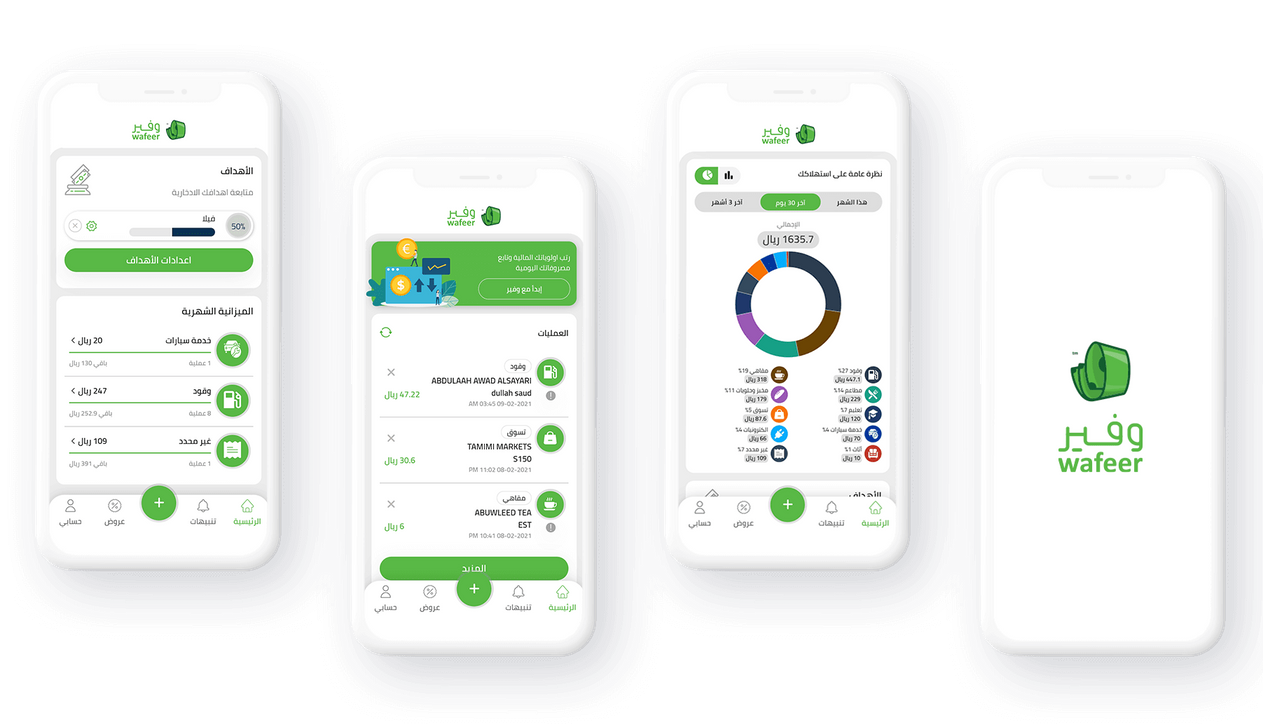 وفير
wafeer
الأهداف
متابعة اهدافك الادخارية
فيلا
50%
اعدادات الأهداف
الميزانية الشهرية
خدمة سيارات
20 ريال
1 عملية
باقي 130 ريال
وقود
247 ريال
8 عملية
باقي 252.9 ريال
غير محدد
109 ريال
1 عملية
باقي 391 ريال
الرئيسية
تنبيهات
+
عروض
حسابي
وفير
wafeer
رتب اولوياتك المالية وتابع
مصروفاتك اليومية
إبدأ مع وفير
العمليات
وقود
ABDULAAH AWAD ALSAYARI
dullah saud
47.22 ريال
AM 03:45 09-02-2021
تسوق
TAMIMI MARKETS
S150
30.6 ريال
PM 11:02 08-02-2021
مقاهي
ABUWLEED TEA
EST
6 ريال
PM 10:41 08-02-2021
المزيد
الرئيسية
تنبيهات
+
عروض
حسابي
وفير
wafeer
نظرة عامة على استهلاكك
هذا الشهر
آخر 30 يوم
آخر 3 أشهر
الإجمالي
1635.7 ريال
وقود 27%
447.1 ريال
مقاهي 19%
318 ريال
مطاعم 14%
229 ريال
مخبز وحلويات 11%
179 ريال
تعليم 7%
120 ريال
تسوق 5%
87.6 ريال
خدمة سيارات 4%
70 ريال
الكترونيات 4%
66 ريال
أثاث 1%
10 ريال
غير محدد 7%
109 ريال
الأهداف
الرئيسية
تنبيهات
+
عروض
حسابي
وفير
wafeer